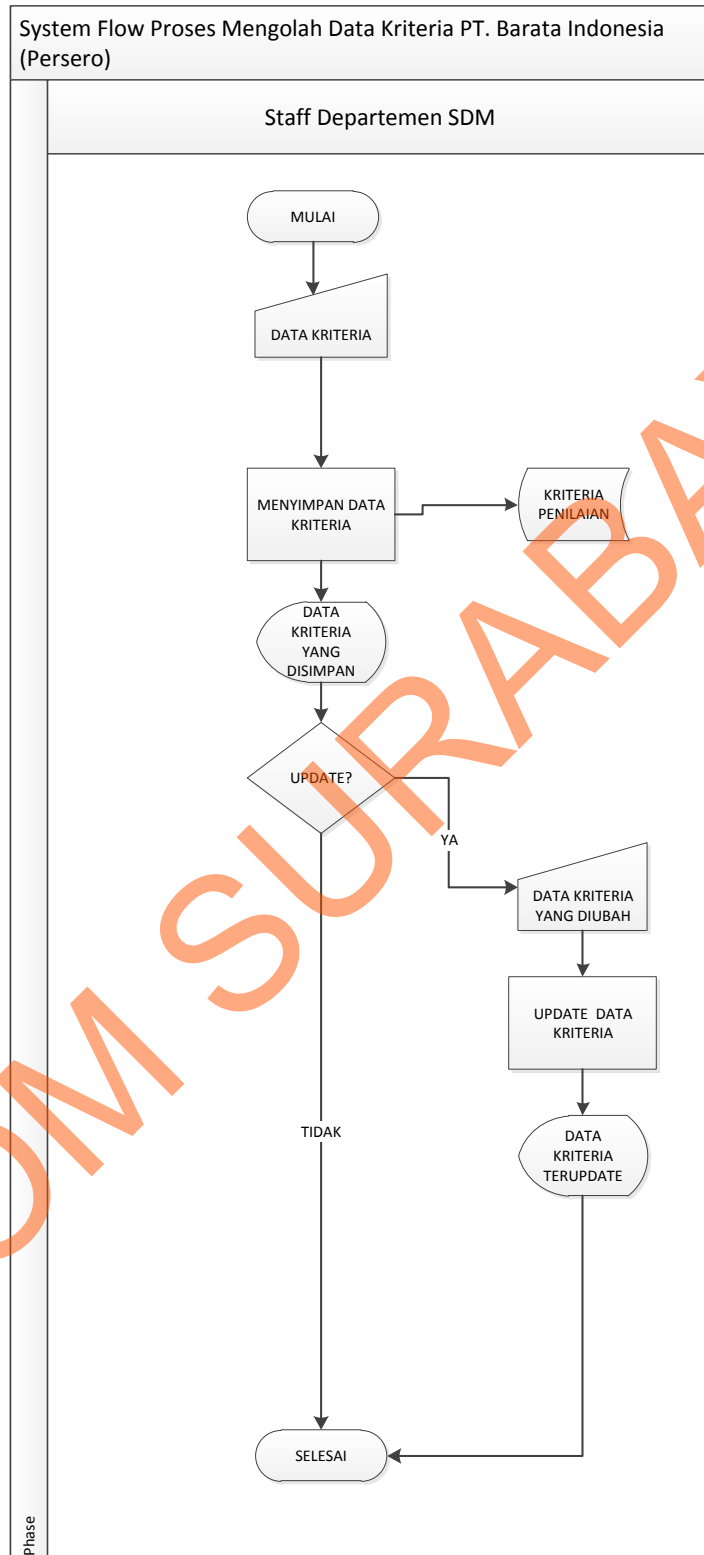 System Flow Proses Mengolah Data Kriteria PT. Barata Indonesia
(Persero)
Staff Departemen SDM
MULAI
DATA KRITERIA
MENYIMPAN DATA
KRITERIA
KRITERIA
PENILAIAN
DATA
KRITERIA
YANG
DISIMPAN
UPDATE?
YA
DATA KRITERIA
YANG DIUBAH
UPDATE DATA
KRITERIA
TIDAK
DATA
KRITERIA
TERUPDATE
SELESAI
Phase
OM SURABA